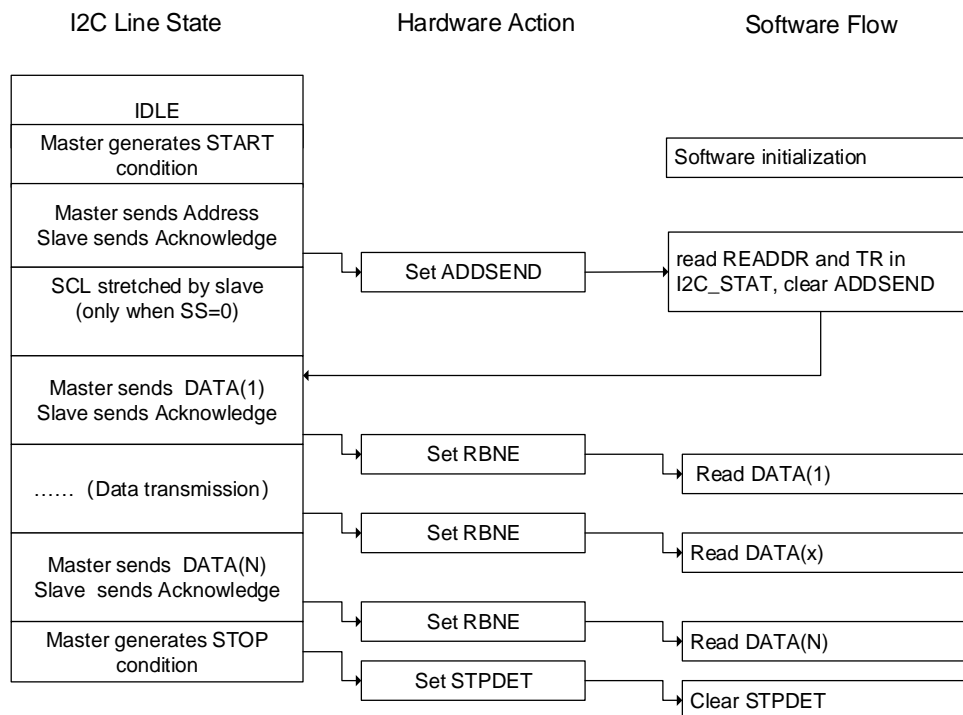 I2C Line State
Hardware Action
Software Flow
IDLE
Master generates START
condition
Software initialization
Master sends Address
Slave sends Acknowledge
Set ADDSEND
read READDR and TR in
I2C_STAT, clear ADDSEND
SCL stretched by slave
(only when SS=0)
Master sends DATA(1)
Slave sends Acknowledge
Set RBNE
Read DATA(1)
...... (Data transmission)
Set RBNE
Read DATA(x)
Master sends DATA(N)
Slave sends Acknowledge
Set RBNE
Read DATA(N)
Master generates STOP
condition
Set STPDET
Clear STPDET